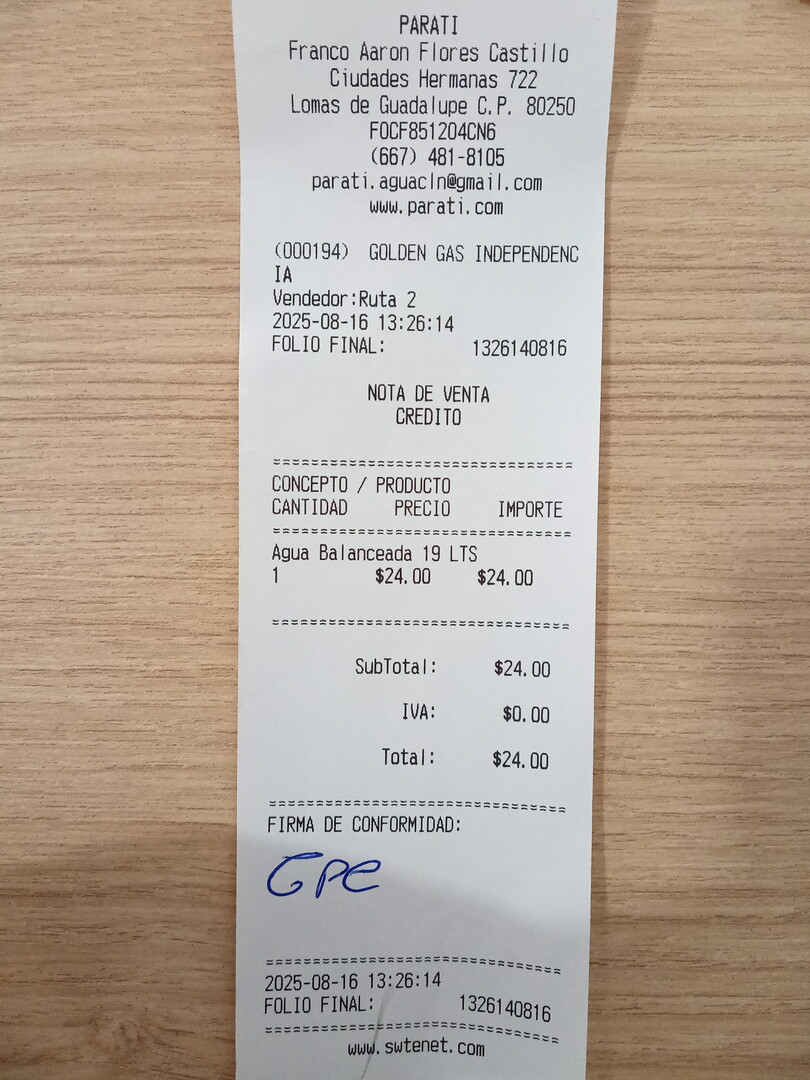 PARATI
Franco Aaron Flores Castillo
Ciudades Hermanas 722
Lomas de Guadalupe C.P. 80250
FOCF851204CN6
(667) 481-8105
parati.aguacln@gmail.com
www.parati.com
(000194) GOLDEN GAS INDEPENDENC
IA
Vendedor:Ruta 2
2025-08-16 13:26:14
FOLIO FINAL: 1326140816
NOTA DE VENTA
CREDITO
================================
CONCEPTO / PRODUCTO
CANTIDAD PRECIO IMPORTE
================================
Agua Balanceada 19 LTS
1 $24.00 $24.00
================================
SubTotal: $24.00
IVA: $0.00
Total: $24.00
================================
FIRMA DE CONFORMIDAD:
GPE
================================
2025-08-16 13:26:14
FOLIO FINAL: 1326140816
================================
www.swtenet.com